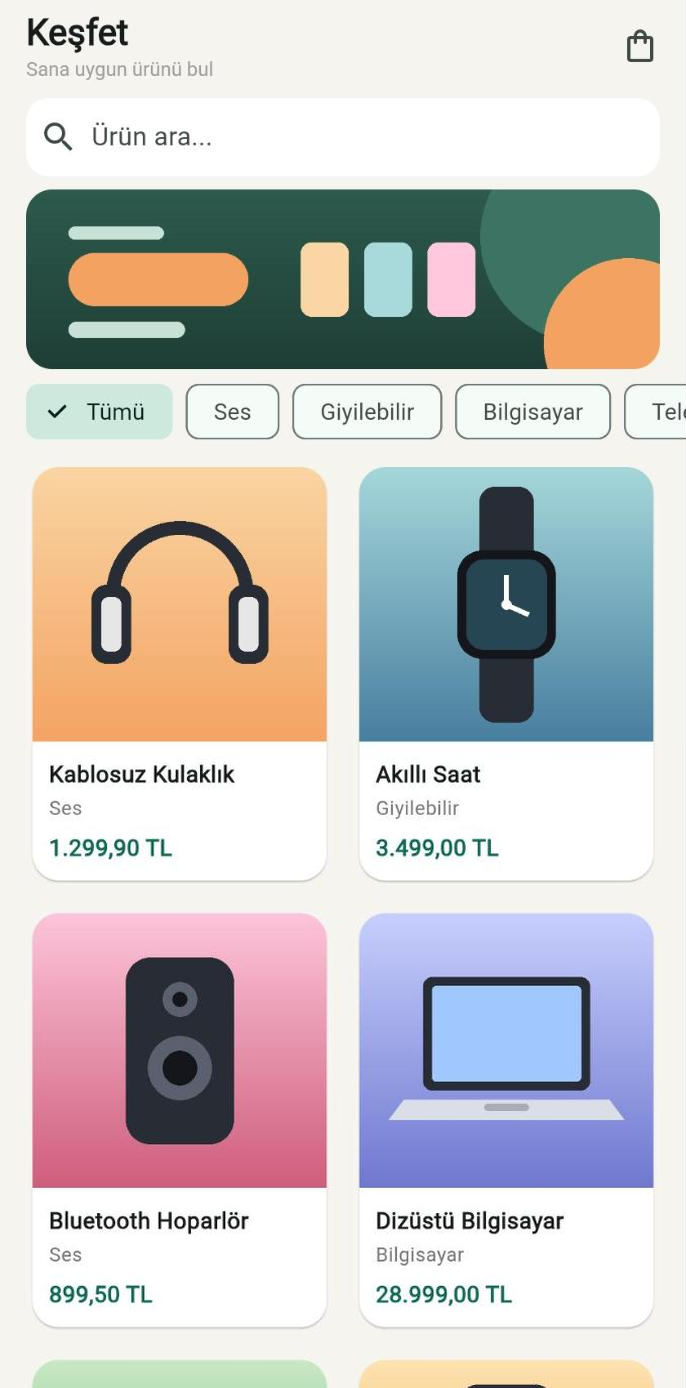 Keşfet
Sana uygun ürünü bul
Ürün ara...
Tümü
Ses
Giyilebilir
Bilgisayar
Kablosuz Kulaklık
Ses
1.299,90 TL
Akıllı Saat
Giyilebilir
3.499,00 TL
Bluetooth Hoparlör
Ses
899,50 TL
Dizüstü Bilgisayar
Bilgisayar
28.999,00 TL